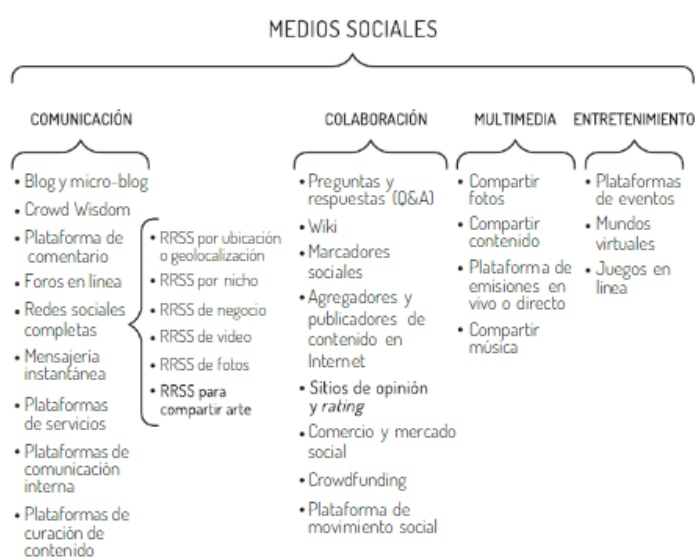 MEDIOS SOCIALES
COMUNICACIÓN
• Blog y micro-blog
• Crowd Wisdom
• Plataforma de
comentario
• Foros en linea
• Redes sociales
completas
• Mensajería
instantánea
• Plataformas
de servicios
• Plataformas de
comunicación
interna
• Plataformas de
curación de
contenido
• RRSS por ubicación
o geolocalización
• RRSS por nicho
• RRSS de negocio
• RRSS de video
• RRSS de fotos
• RRSS para
compartir arte
COLABORACIÓN
• Preguntas y
respuestas (Q&A)
• Wiki
• Marcadores
sociales
• Agregadores y
publicadores de
contenido en
Internet
• Sitios de opinión
y rating
• Comercio y mercado
social
• Crowdfunding
• Plataforma de
movimiento social
MULTIMEDIA
• Compartir
fotos
• Compartir
contenido
• Plataforma de
emisiones en
vivo o directo
• Compartir
música
ENTRETENIMIENTO
• Plataformas
de eventos
• Mundos
virtuales
• Juegos en
linea